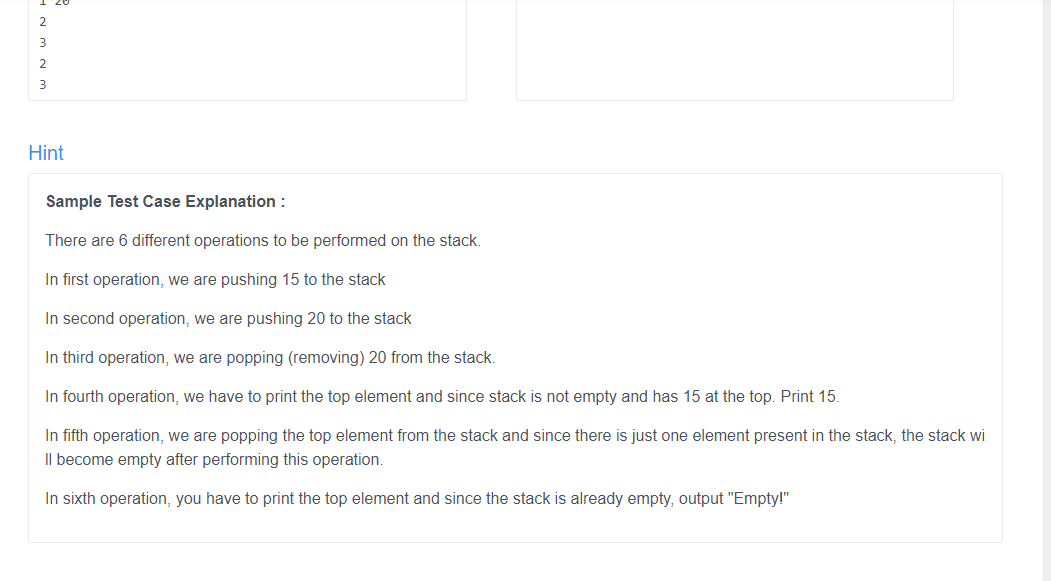 1 20
2
3
2
3
Hint
Sample Test Case Explanation :
There are 6 different operations to be performed on the stack.
In first operation, we are pushing 15 to the stack
In second operation, we are pushing 20 to the stack
In third operation, we are popping (removing) 20 from the stack.
In fourth operation, we have to print the top element and since stack is not empty and has 15 at the top. Print 15.
In fifth operation, we are popping the top element from the stack and since there is just one element present in the stack, the stack wi
ll become empty after performing this operation.
In sixth operation, you have to print the top element and since the stack is already empty, output "Empty!"